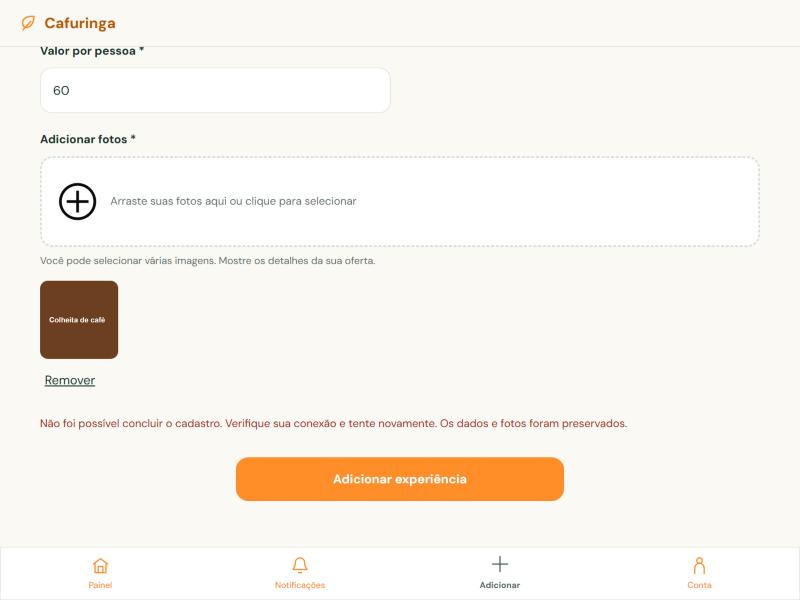 Cafuringa
Valor por pessoa *
60
Adicionar fotos *
Arraste suas fotos aqui ou clique para selecionar
Você pode selecionar várias imagens. Mostre os detalhes da sua oferta.
Colheita de café
Remover
Não foi possível concluir o cadastro. Verifique sua conexão e tente novamente. Os dados e fotos foram preservados.
Adicionar experiência
Painel
Notificações
Adicionar
Conta